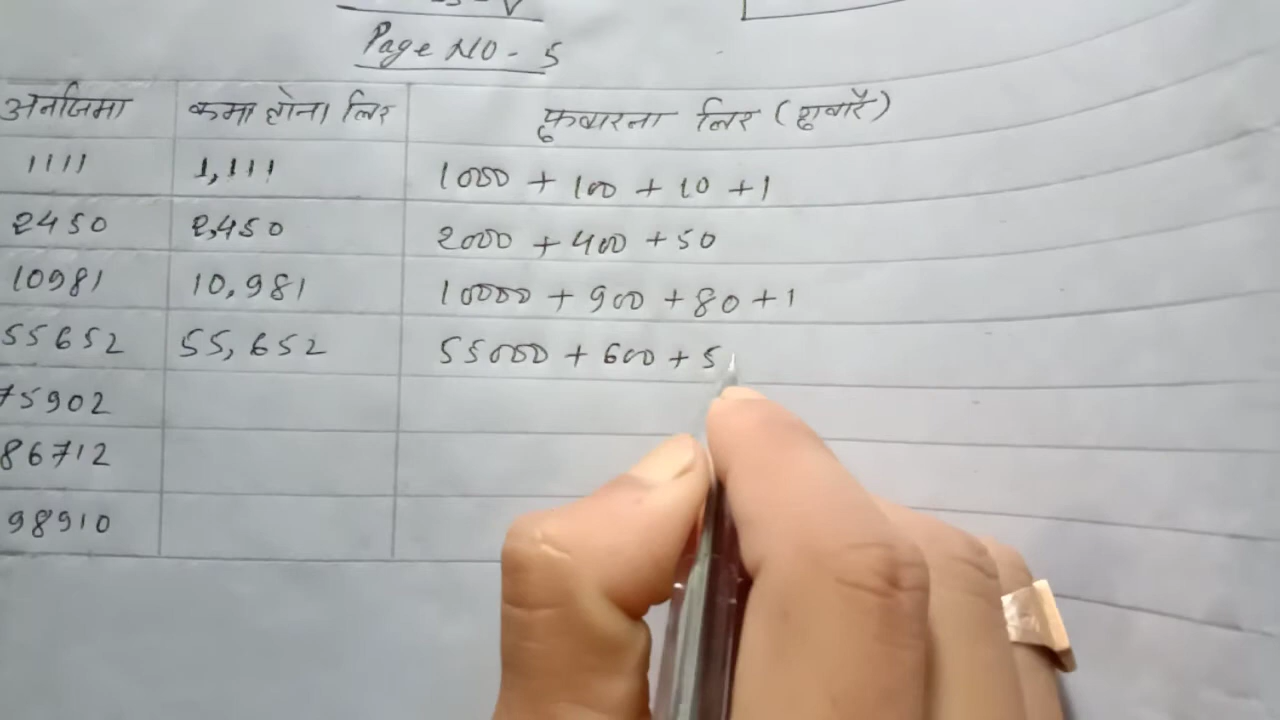 Page No - 5
अनजिमा कमा होना लिर फूबारना लिर (हुबारै)
1111 1,111 1000 + 100 + 10 + 1
2450 2,450 2000 + 400 + 50
10981 10,981 10000 + 900 + 80 + 1
55652 55,652 55000 + 600 + 5
75902
86712
98910